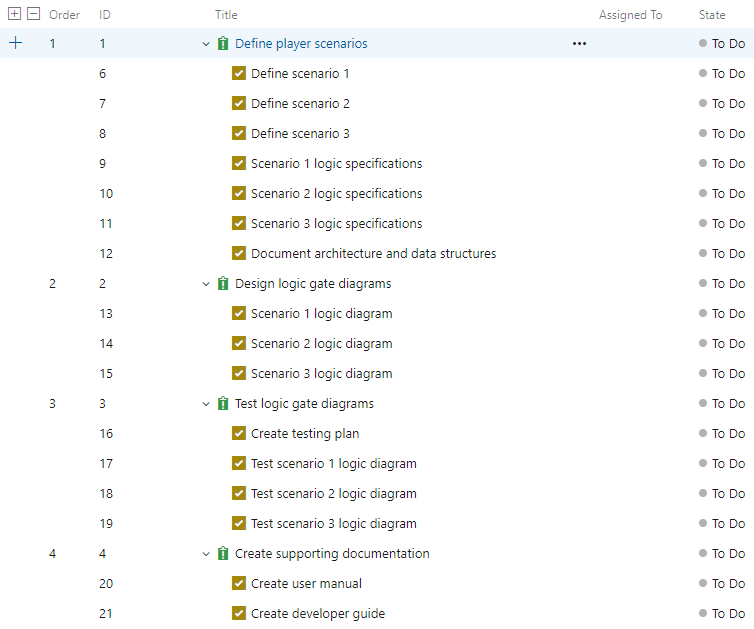 Order ID Title Assigned To State
1 1 Define player scenarios ••• To Do
6 Define scenario 1 To Do
7 Define scenario 2 To Do
8 Define scenario 3 To Do
9 Scenario 1 logic specifications To Do
10 Scenario 2 logic specifications To Do
11 Scenario 3 logic specifications To Do
12 Document architecture and data structures To Do
2 2 Design logic gate diagrams To Do
13 Scenario 1 logic diagram To Do
14 Scenario 2 logic diagram To Do
15 Scenario 3 logic diagram To Do
3 3 Test logic gate diagrams To Do
16 Create testing plan To Do
17 Test scenario 1 logic diagram To Do
18 Test scenario 2 logic diagram To Do
19 Test scenario 3 logic diagram To Do
4 4 Create supporting documentation To Do
20 Create user manual To Do
21 Create developer guide To Do